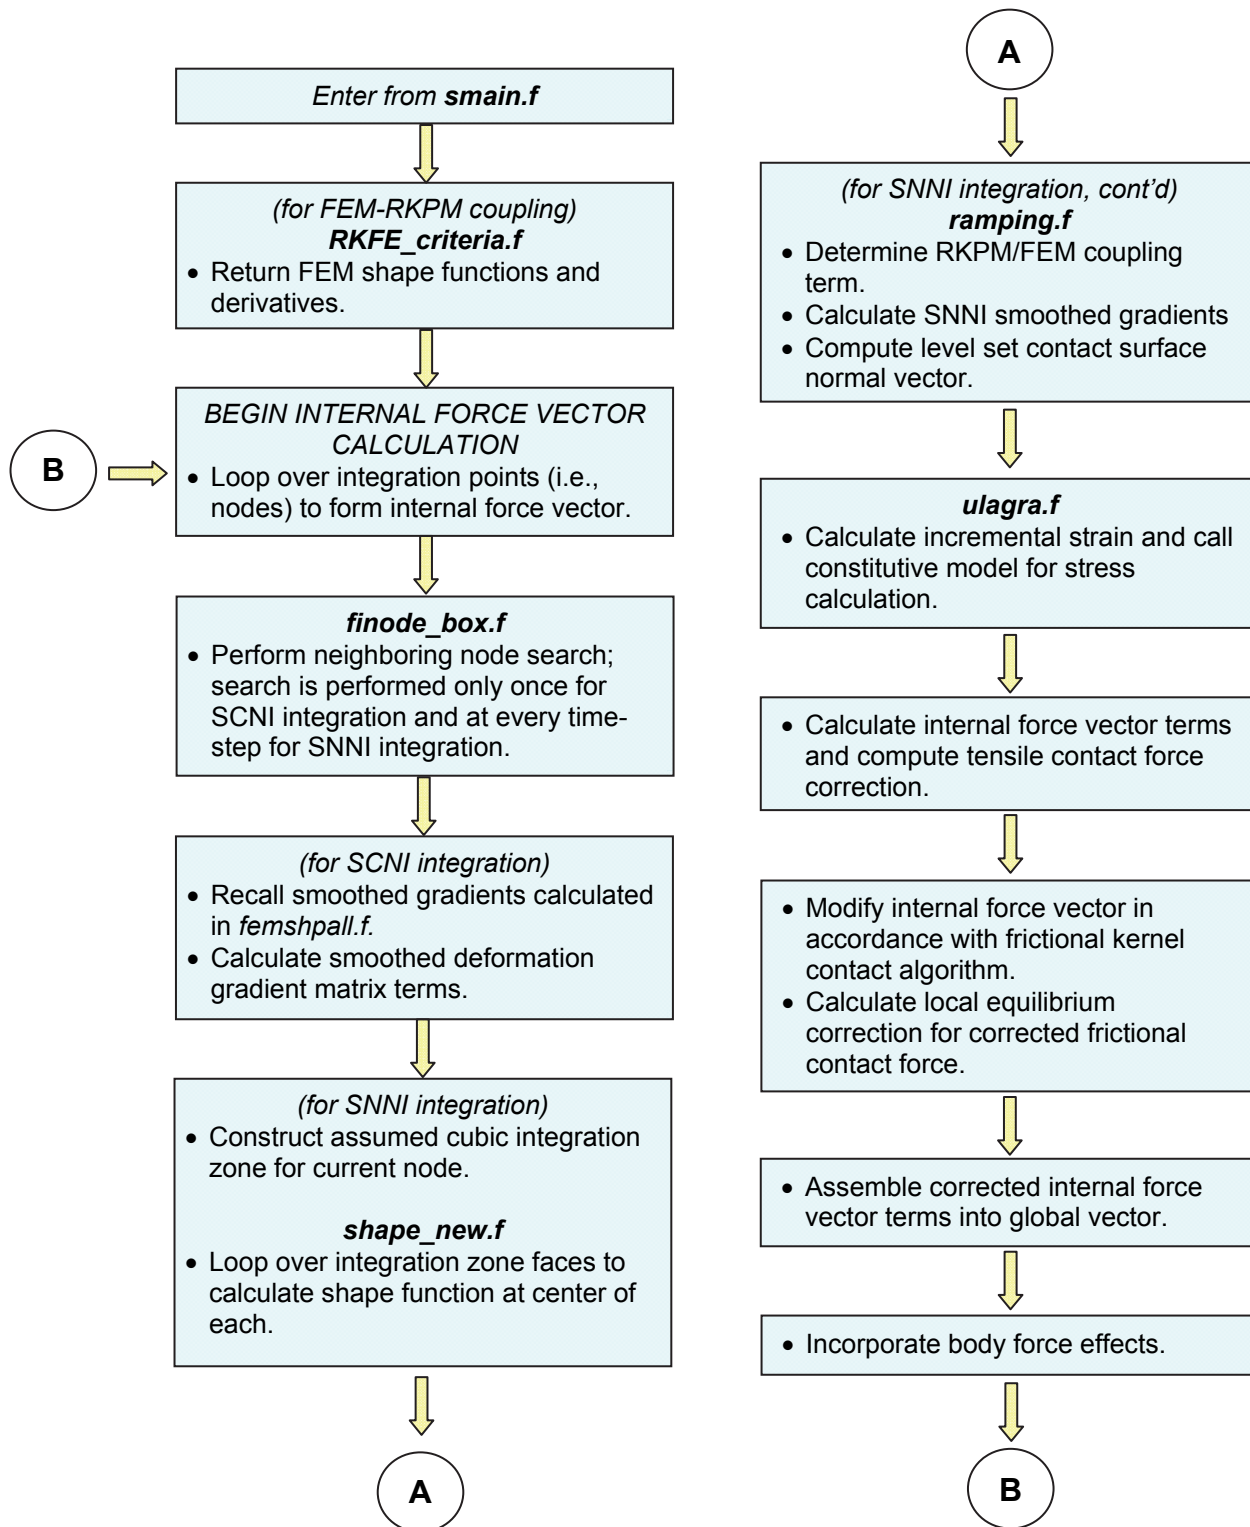 Enter from smain.f
(for FEM-RKPM coupling)
RKFE_criteria.f
• Return FEM shape functions and
derivatives.
B
BEGIN INTERNAL FORCE VECTOR
CALCULATION
• Loop over integration points (i.e.,
nodes) to form internal force vector.
finode_box.f
• Perform neighboring node search;
search is performed only once for
SCNI integration and at every time-
step for SNNI integration.
(for SCNI integration)
• Recall smoothed gradients calculated
in femshpall.f.
• Calculate smoothed deformation
gradient matrix terms.
(for SNNI integration)
• Construct assumed cubic integration
zone for current node.
shape_new.f
• Loop over integration zone faces to
calculate shape function at center of
each.
A
A
(for SNNI integration, cont'd)
ramping.f
• Determine RKPM/FEM coupling
term.
• Calculate SNNI smoothed gradients
• Compute level set contact surface
normal vector.
ulagra.f
• Calculate incremental strain and call
constitutive model for stress
calculation.
• Calculate internal force vector terms
and compute tensile contact force
correction.
• Modify internal force vector in
accordance with frictional kernel
contact algorithm.
• Calculate local equilibrium
correction for corrected frictional
contact force.
• Assemble corrected internal force
vector terms into global vector.
• Incorporate body force effects.
B